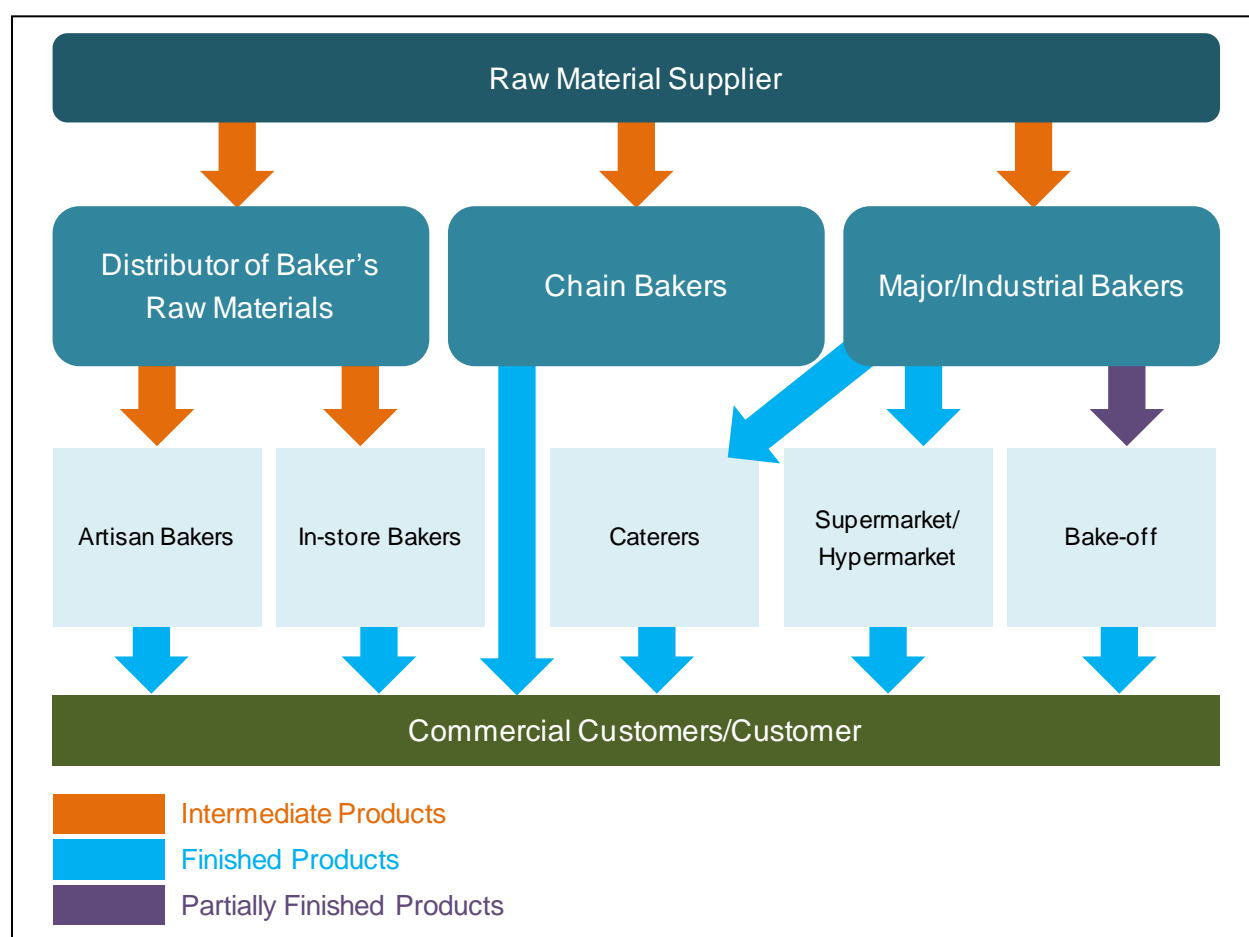 Raw Material Supplier
Distributor of Baker's
Raw Materials
Chain Bakers
Major/Industrial Bakers
Artisan Bakers
In-store Bakers
Caterers
Supermarket/
Hypermarket
Bake-off
Commercial Customers/Customer
Intermediate Products
Finished Products
Partially Finished Products